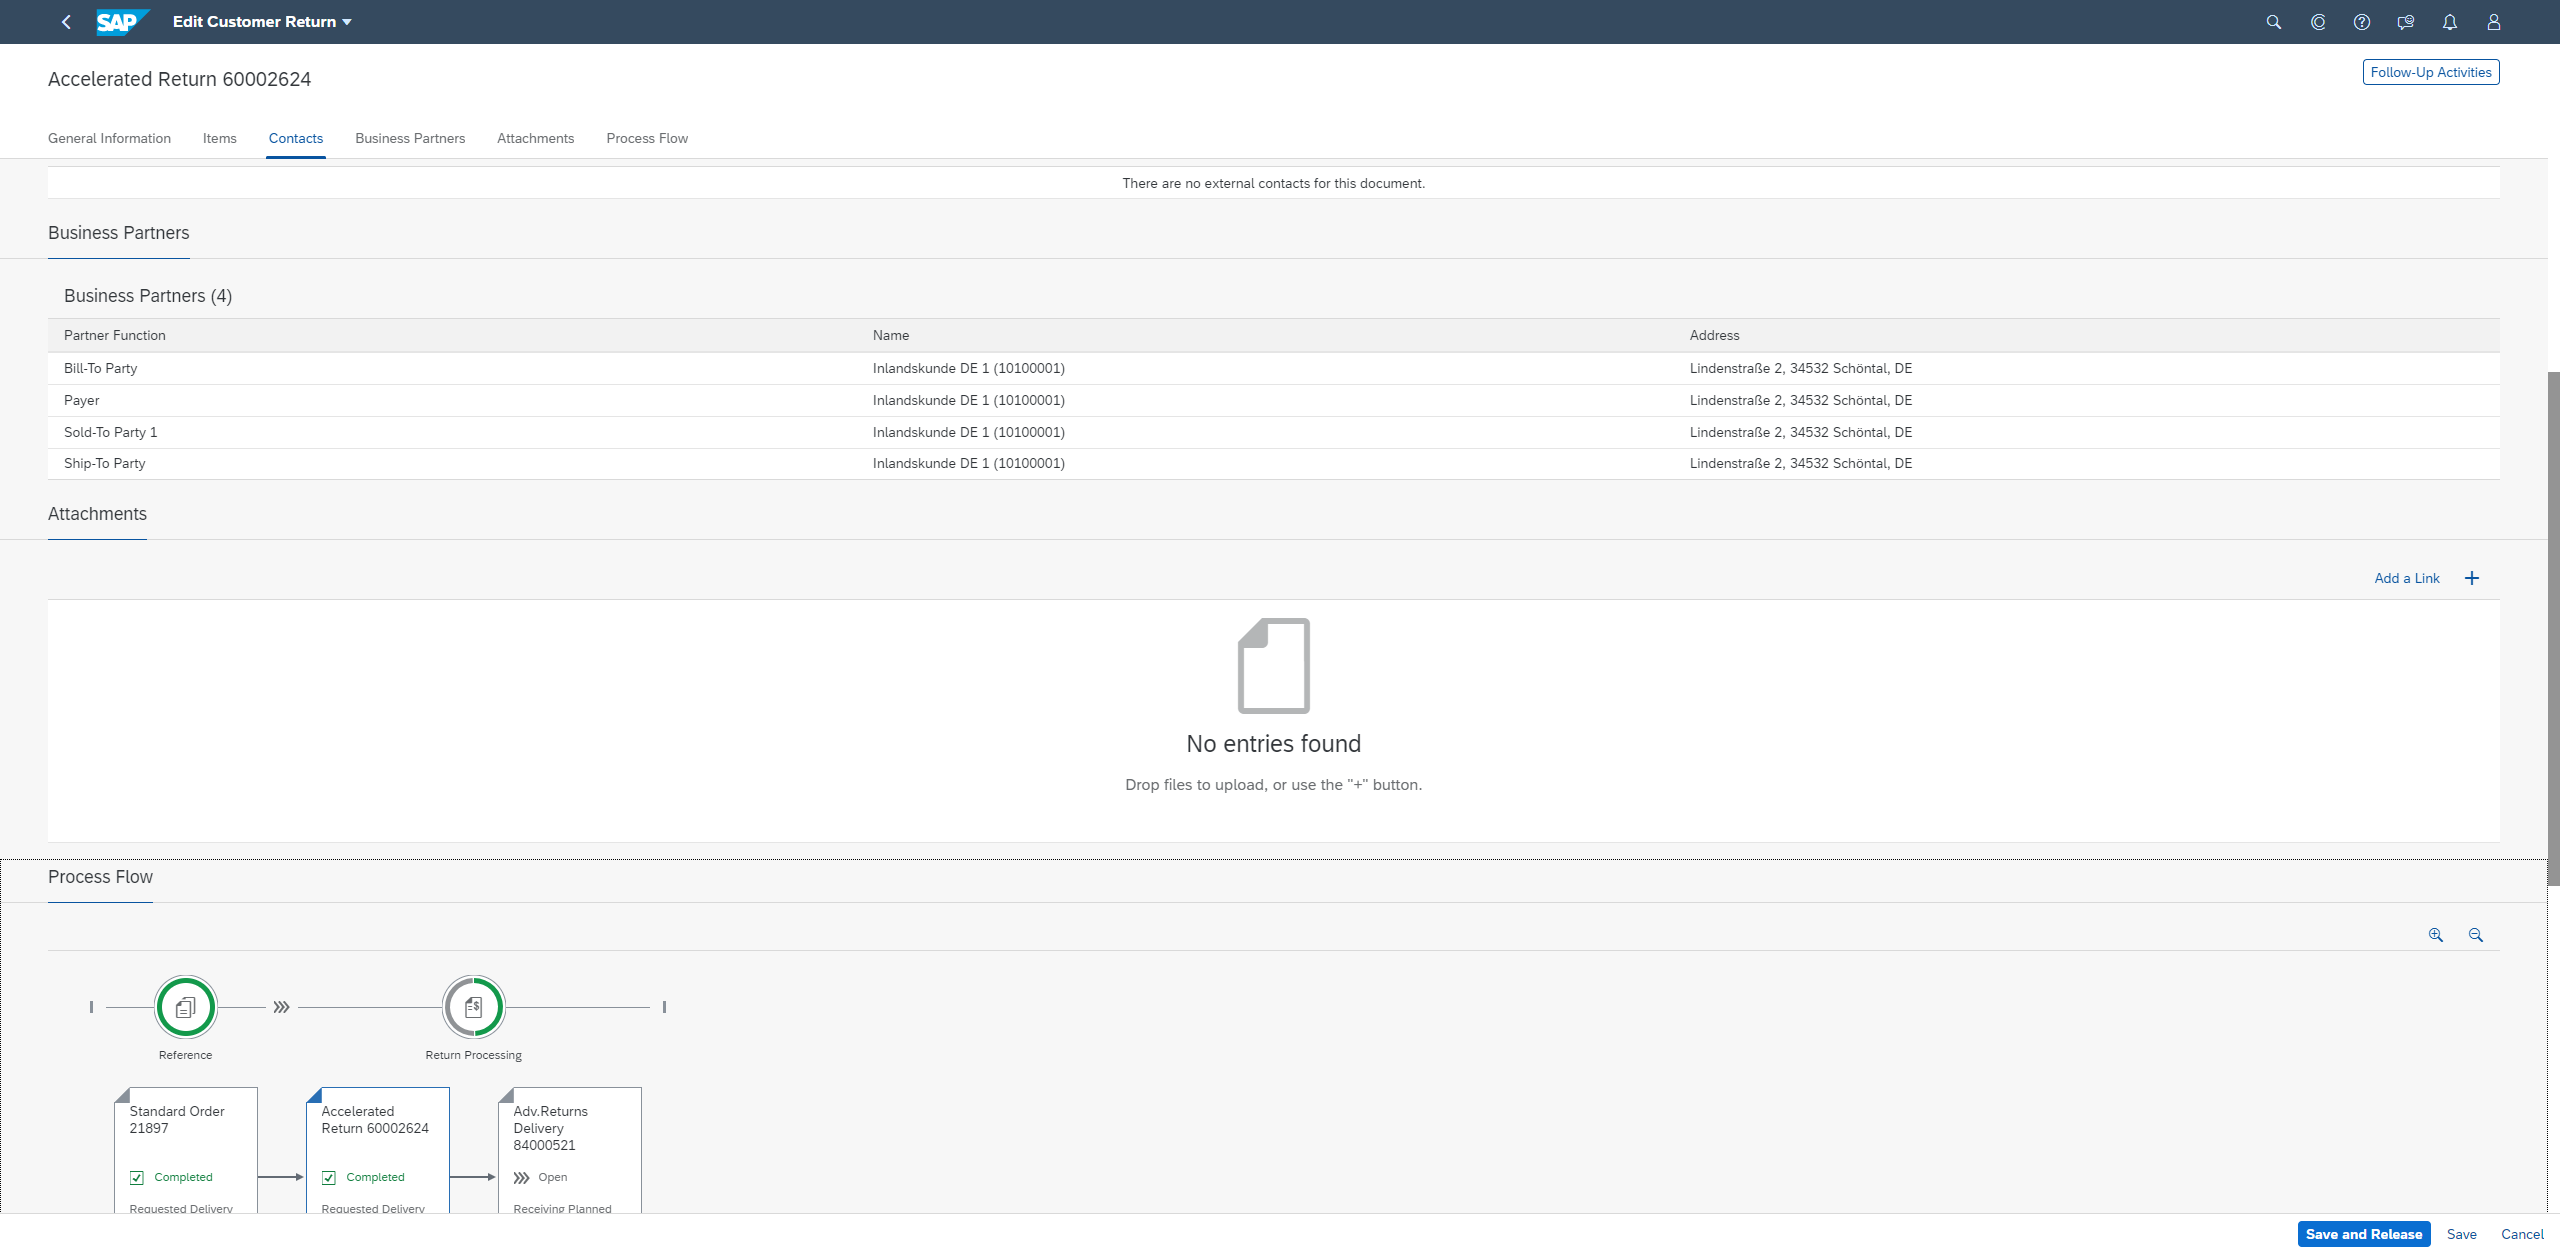 SAP Edit Customer Return
Accelerated Return 60002624
Follow-Up Activities
General Information Items Contacts Business Partners Attachments Process Flow
There are no external contacts for this document.
Business Partners
Business Partners (4)
Partner Function Name Address
Bill-To Party Inlandskunde DE 1 (10100001) Lindenstraße 2, 34532 Schöntal, DE
Payer Inlandskunde DE 1 (10100001) Lindenstraße 2, 34532 Schöntal, DE
Sold-To Party 1 Inlandskunde DE 1 (10100001) Lindenstraße 2, 34532 Schöntal, DE
Ship-To Party Inlandskunde DE 1 (10100001) Lindenstraße 2, 34532 Schöntal, DE
Attachments
Add a Link +
No entries found
Drop files to upload, or use the "+" button.
Process Flow
Reference
Return Processing
Standard Order
21897
Completed
Requested Delivery
Accelerated
Return 60002624
Completed
Requested Delivery
Adv.Returns
Delivery
84000521
Open
Receiving Planned
Save and Release Save Cancel